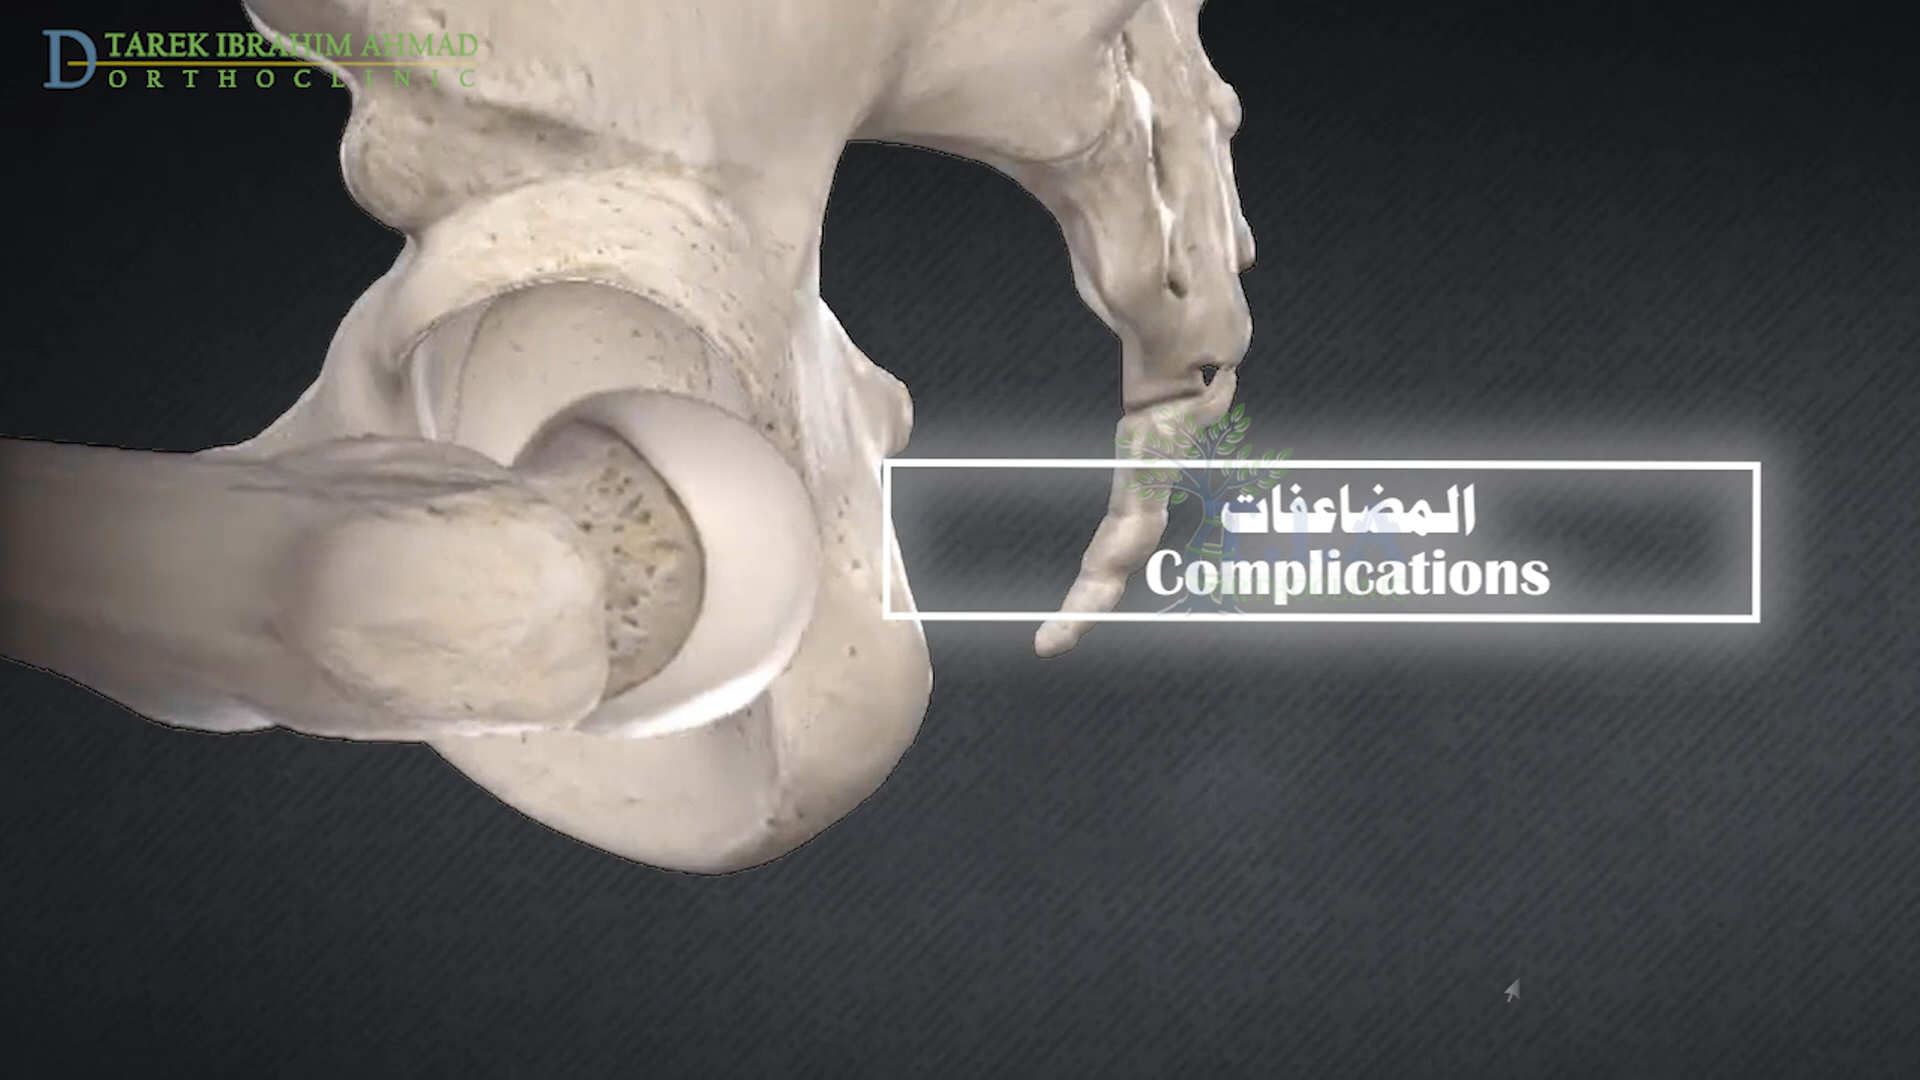 D TAREK IBRAHIM AHMAD
ORTHOCLINIC
المضاعفات
Complications